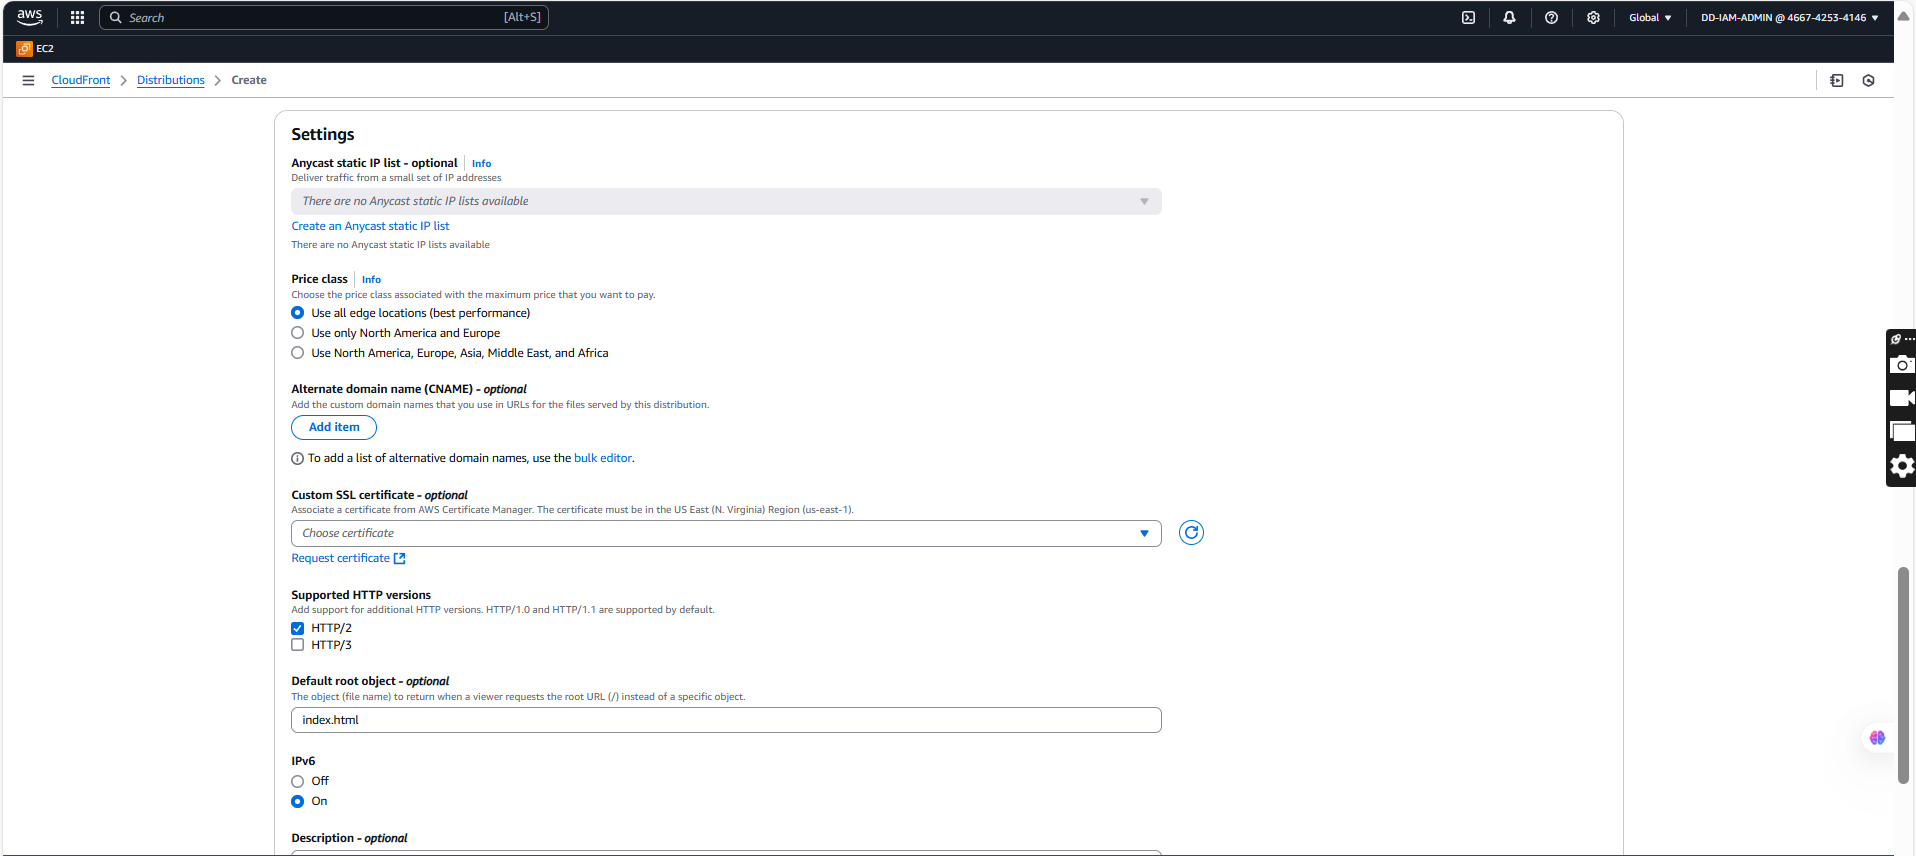 aws
Search
[Alt+S]
Global
DD-IAM-ADMIN @ 4667-4253-4146
EC2
CloudFront
Distributions
Create
Settings
Anycast static IP list - optional
Info
Deliver traffic from a small set of IP addresses
There are no Anycast static IP lists available
Create an Anycast static IP list
There are no Anycast static IP lists available
Price class
Info
Choose the price class associated with the maximum price that you want to pay.
Use all edge locations (best performance)
Use only North America and Europe
Use North America, Europe, Asia, Middle East, and Africa
Alternate domain name (CNAME) - optional
Add the custom domain names that you use in URLs for the files served by this distribution.
Add item
To add a list of alternative domain names, use the bulk editor.
Custom SSL certificate - optional
Associate a certificate from AWS Certificate Manager. The certificate must be in the US East (N. Virginia) Region (us-east-1).
Choose certificate
Request certificate
Supported HTTP versions
Add support for additional HTTP versions. HTTP/1.0 and HTTP/1.1 are supported by default.
HTTP/2
HTTP/3
Default root object - optional
The object (file name) to return when a viewer requests the root URL (/) instead of a specific object.
index.html
IPv6
Off
On
Description - optional